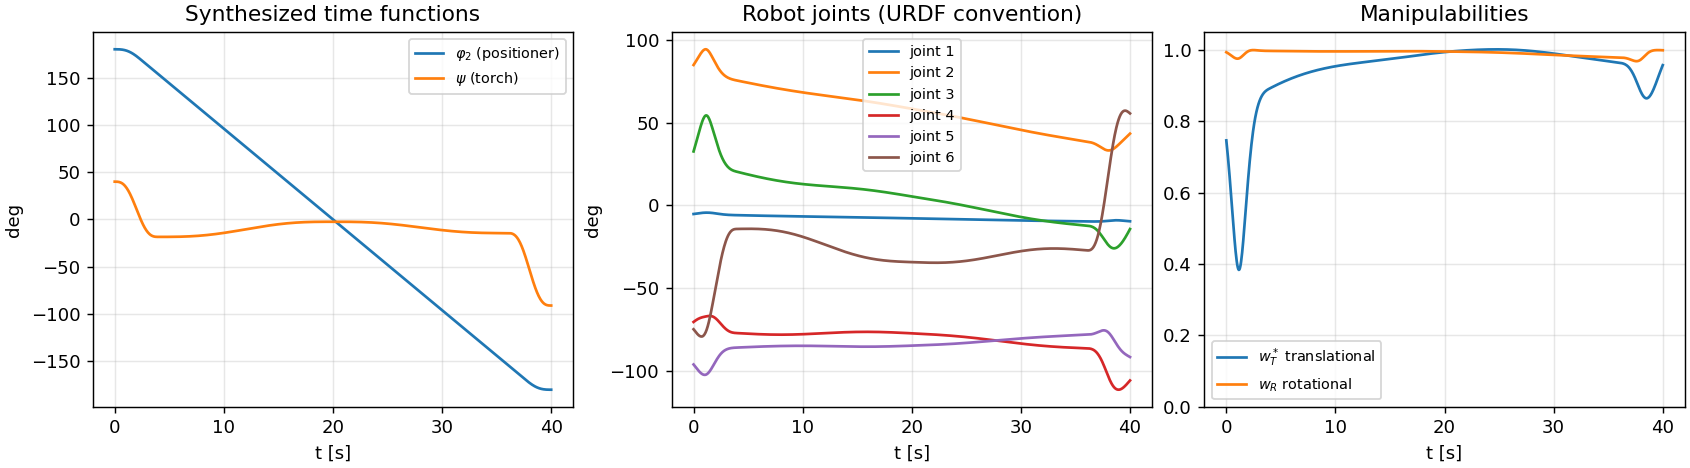 Synthesized time functions
φ₂ (positioner)
ψ (torch)
150
100
50
0
−50
−100
−150
deg
0 10 20 30 40
t [s]
Robot joints (URDF convention)
joint 1
joint 2
joint 3
joint 4
joint 5
joint 6
100
50
0
−50
−100
deg
0 10 20 30 40
t [s]
Manipulabilities
1.0
0.8
0.6
0.4
0.2
0.0
w*_T translational
w_R rotational
0 10 20 30 40
t [s]